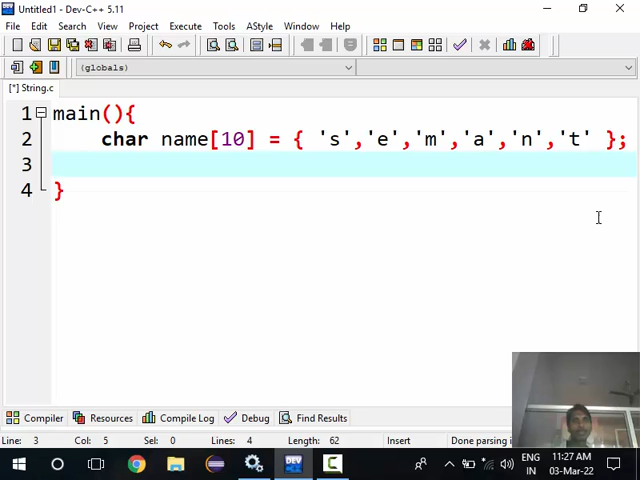 Untitled1 - Dev-C++ 5.11
File Edit Search View Project Execute Tools AStyle Window Help
(globals)
[*] String.c
1 main(){
2 char name[10] = { 's','e','m','a','n','t' };
3
4 }
Compiler Resources Compile Log Debug Find Results
Line: 3 Col: 5 Sel: 0 Lines: 4 Length: 62 Insert Done parsing i
ENG 11:27 AM
IN 03-Mar-22